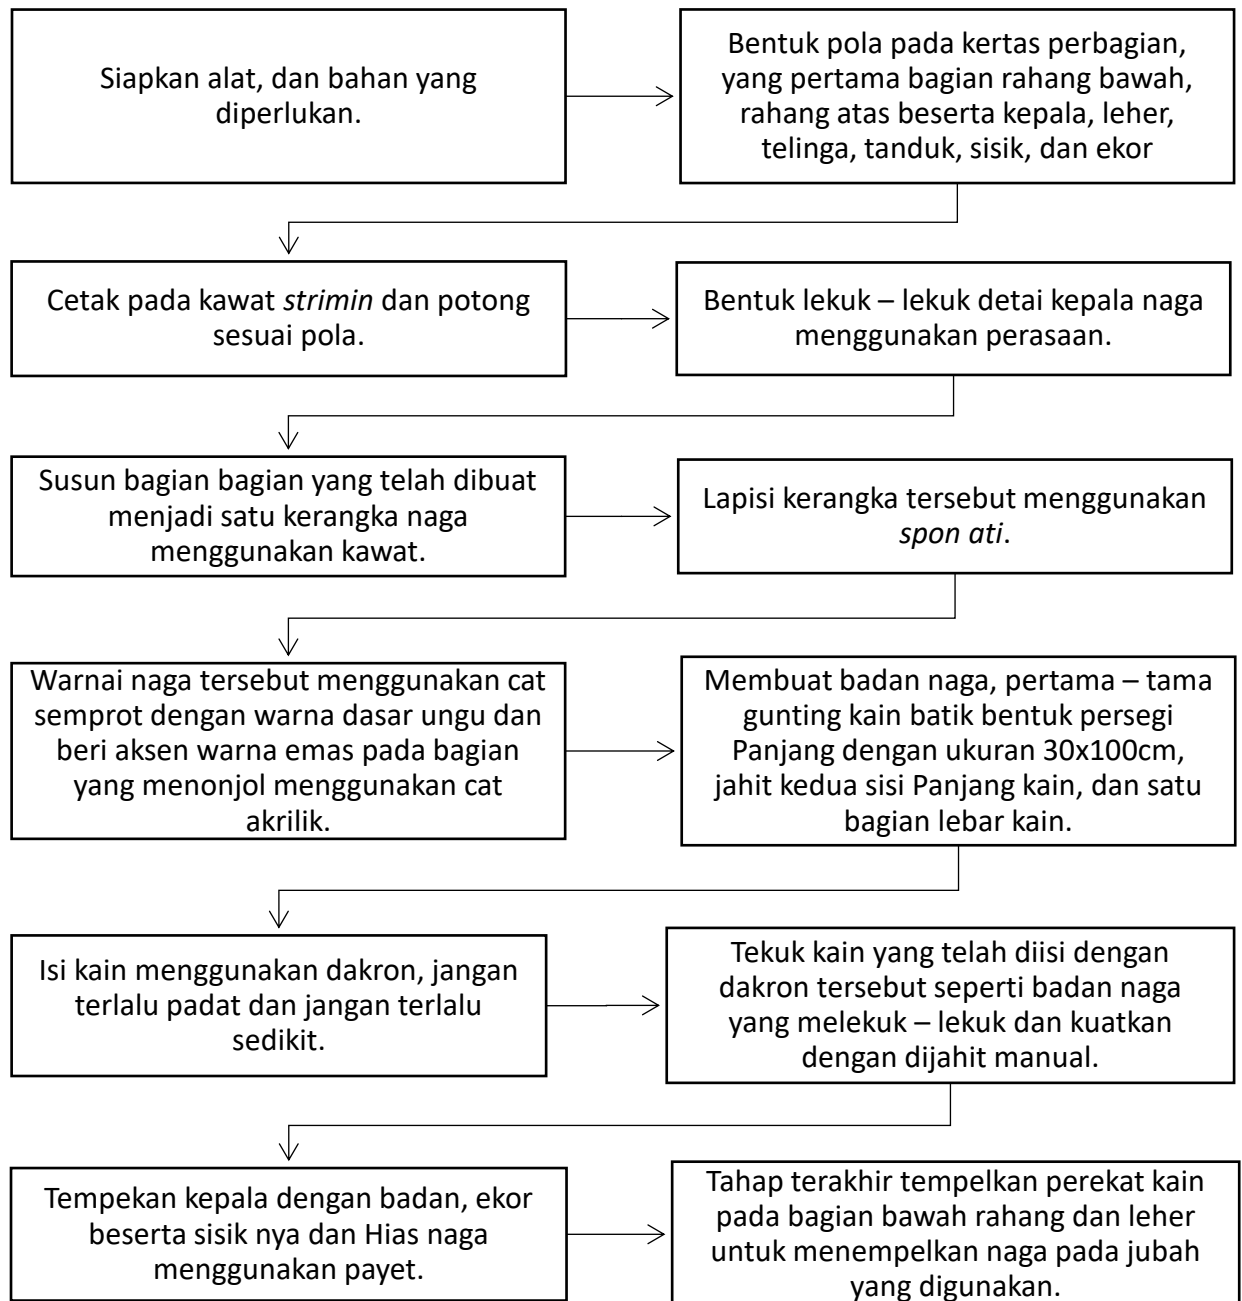 Siapkan alat, dan bahan yang
diperlukan.
Bentuk pola pada kertas perbagian,
yang pertama bagian rahang bawah,
rahang atas beserta kepala, leher,
telinga, tanduk, sisik, dan ekor
Cetak pada kawat strimin dan potong
sesuai pola.
Bentuk lekuk – lekuk detai kepala naga
menggunakan perasaan.
Susun bagian bagian yang telah dibuat
menjadi satu kerangka naga
menggunakan kawat.
Lapisi kerangka tersebut menggunakan
spon ati.
Warnai naga tersebut menggunakan cat
semprot dengan warna dasar ungu dan
beri aksen warna emas pada bagian
yang menonjol menggunakan cat
akrilik.
Membuat badan naga, pertama – tama
gunting kain batik bentuk persegi
Panjang dengan ukuran 30x100cm,
jahit kedua sisi Panjang kain, dan satu
bagian lebar kain.
Isi kain menggunakan dakron, jangan
terlalu padat dan jangan terlalu
sedikit.
Tekuk kain yang telah diisi dengan
dakron tersebut seperti badan naga
yang melekuk – lekuk dan kuatkan
dengan dijahit manual.
Tempekan kepala dengan badan, ekor
beserta sisik nya dan Hias naga
menggunakan payet.
Tahap terakhir tempelkan perekat kain
pada bagian bawah rahang dan leher
untuk menempelkan naga pada jubah
yang digunakan.